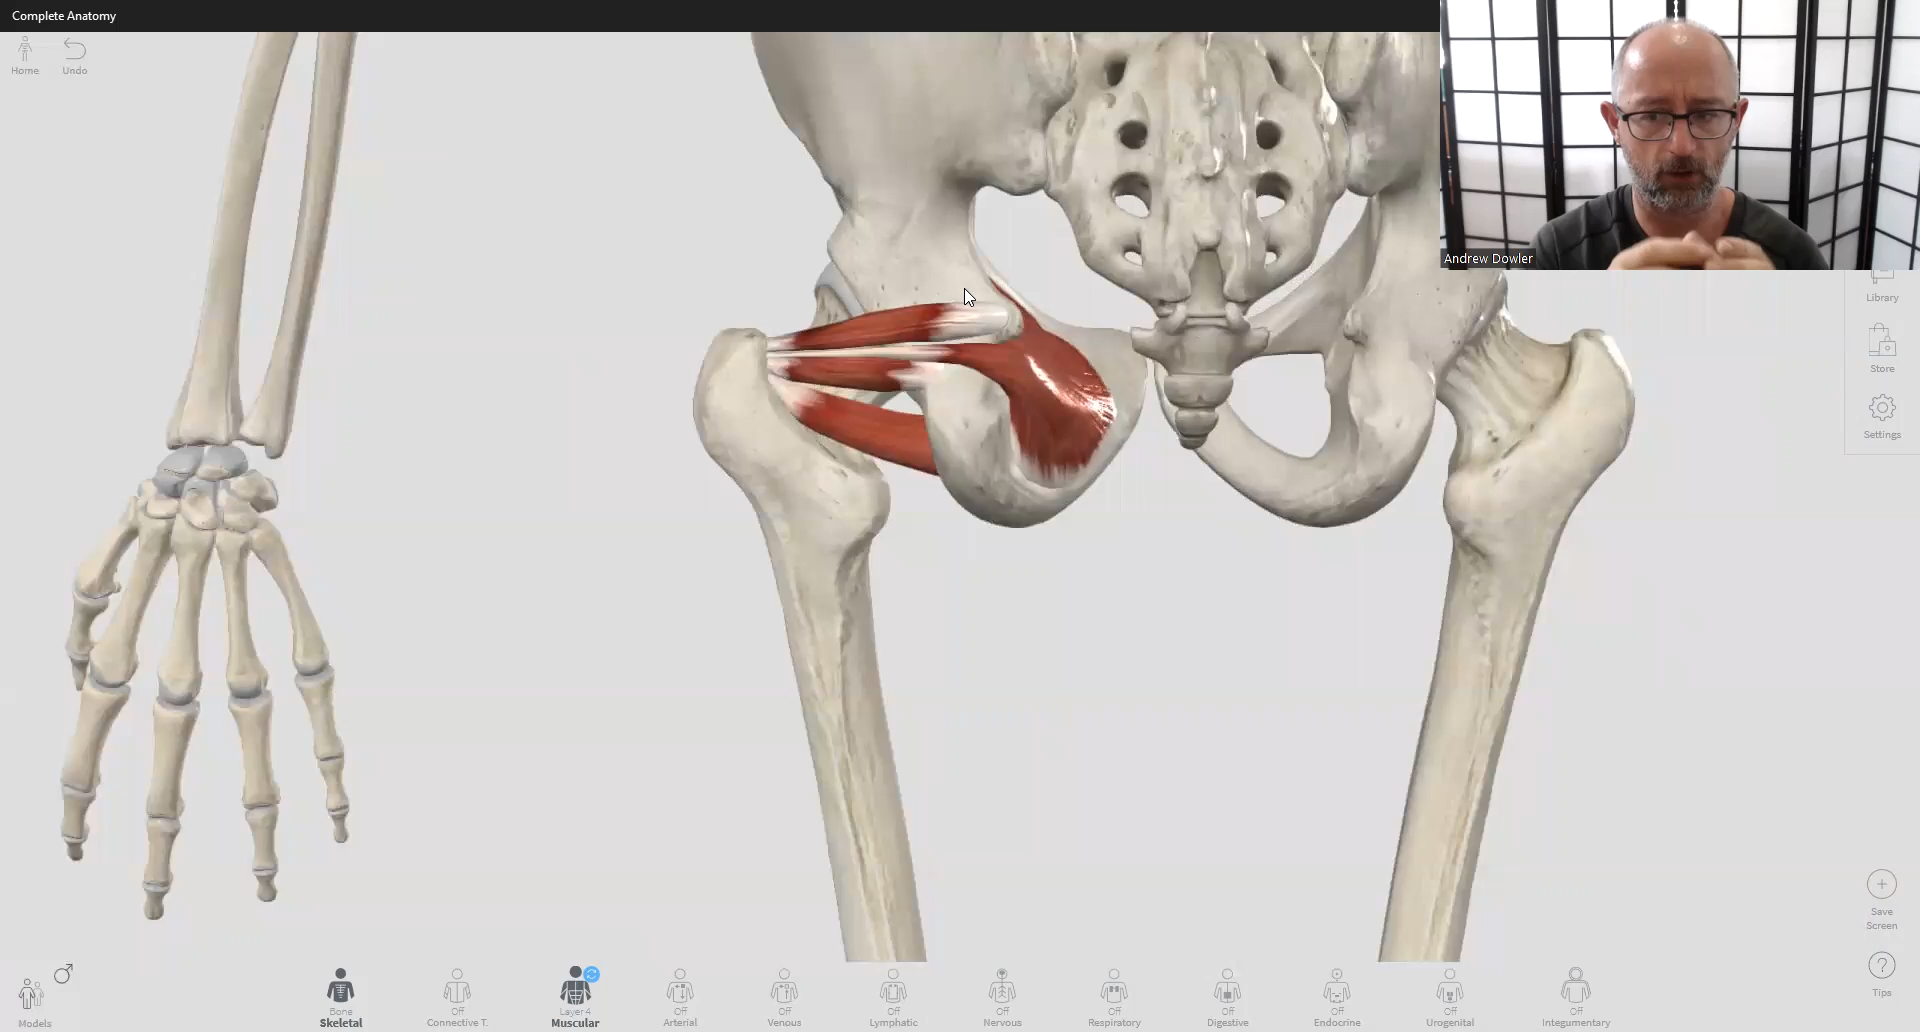 Complete Anatomy
Home
Undo
Andrew Dowler
Library
Store
Settings
Save
Screen
Tips
Models
Bone
Skeletal
Off
Connective T.
Layer 4
Muscular
Off
Arterial
Off
Venous
Off
Lymphatic
Off
Nervous
Off
Respiratory
Off
Digestive
Off
Endocrine
Off
Urogenital
Off
Integumentary